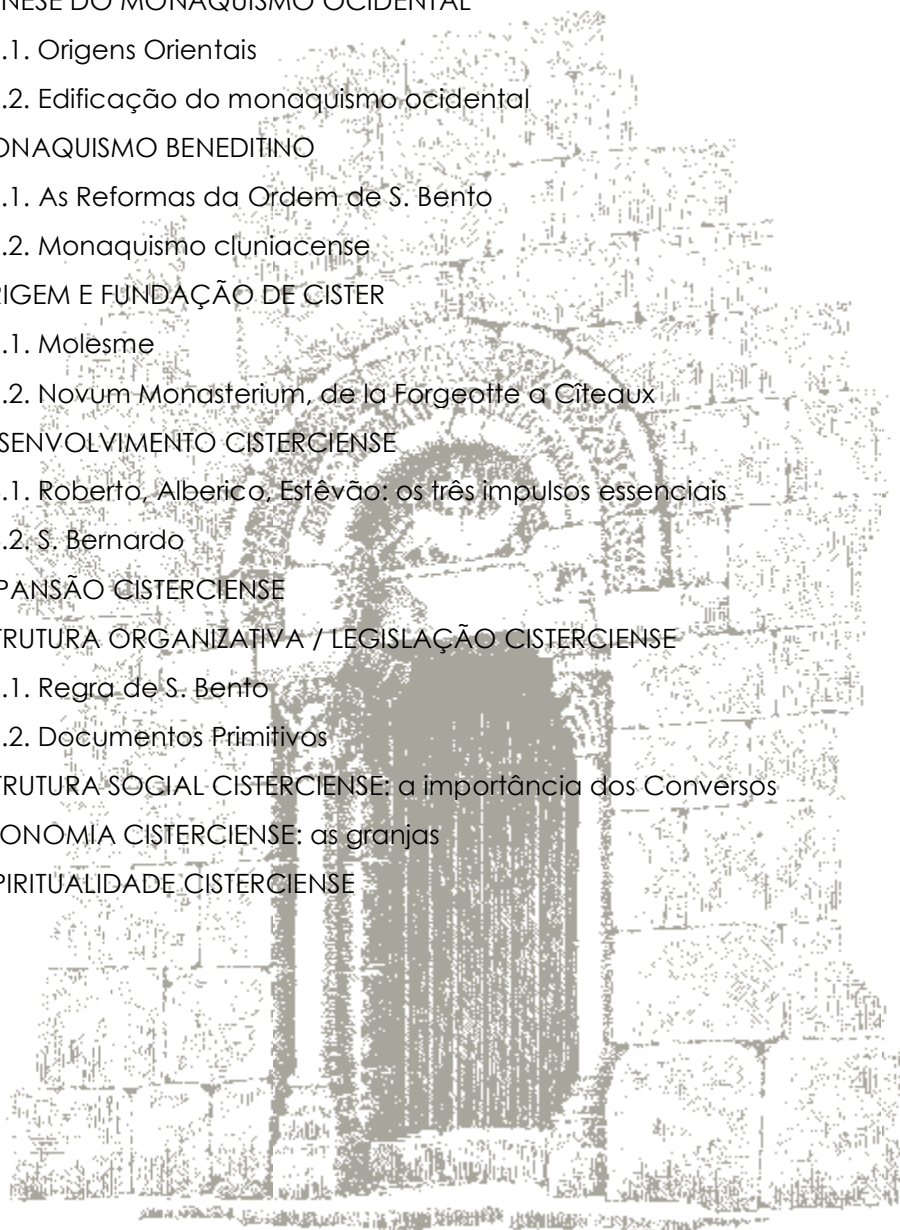 NESE DO MONAQUISMO OCIDENTAL
.1. Origens Orientais
.2. Edificação do monaquismo ocidental
ONAQUISMO BENEDITINO
.1. As Reformas da Ordem de S. Bento
.2. Monaquismo cluniacense
RIGEM E FUNDAÇÃO DE CISTER
.1. Molesme
.2. Novum Monasterium, de la Forgeotte a Cîteaux
SENVOLVIMENTO CISTERCIENSE
.1. Roberto, Alberico, Estêvão: os três impulsos essenciais
.2. S. Bernardo
PANSÃO CISTERCIENSE
TRUTURA ORGANIZATIVA / LEGISLAÇÃO CISTERCIENSE
.1. Regra de S. Bento
.2. Documentos Primitivos
TRUTURA SOCIAL CISTERCIENSE: a importância dos Conversos
ONOMIA CISTERCIENSE: as granjas
PIRITUALIDADE CISTERCIENSE